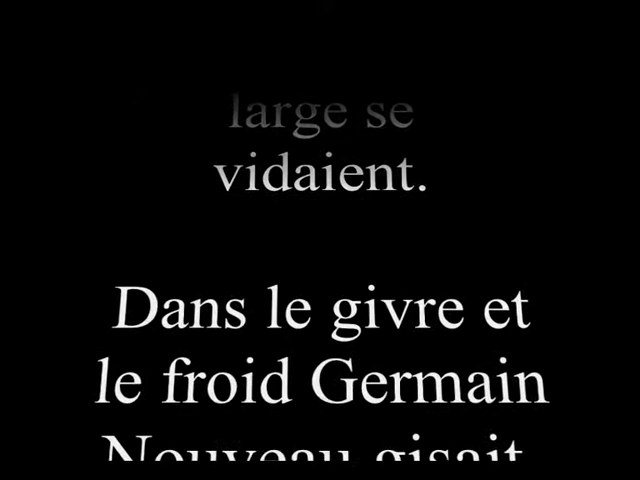 large se
vidaient.
Dans le givre et
le froid Germain
Nouveau gisait